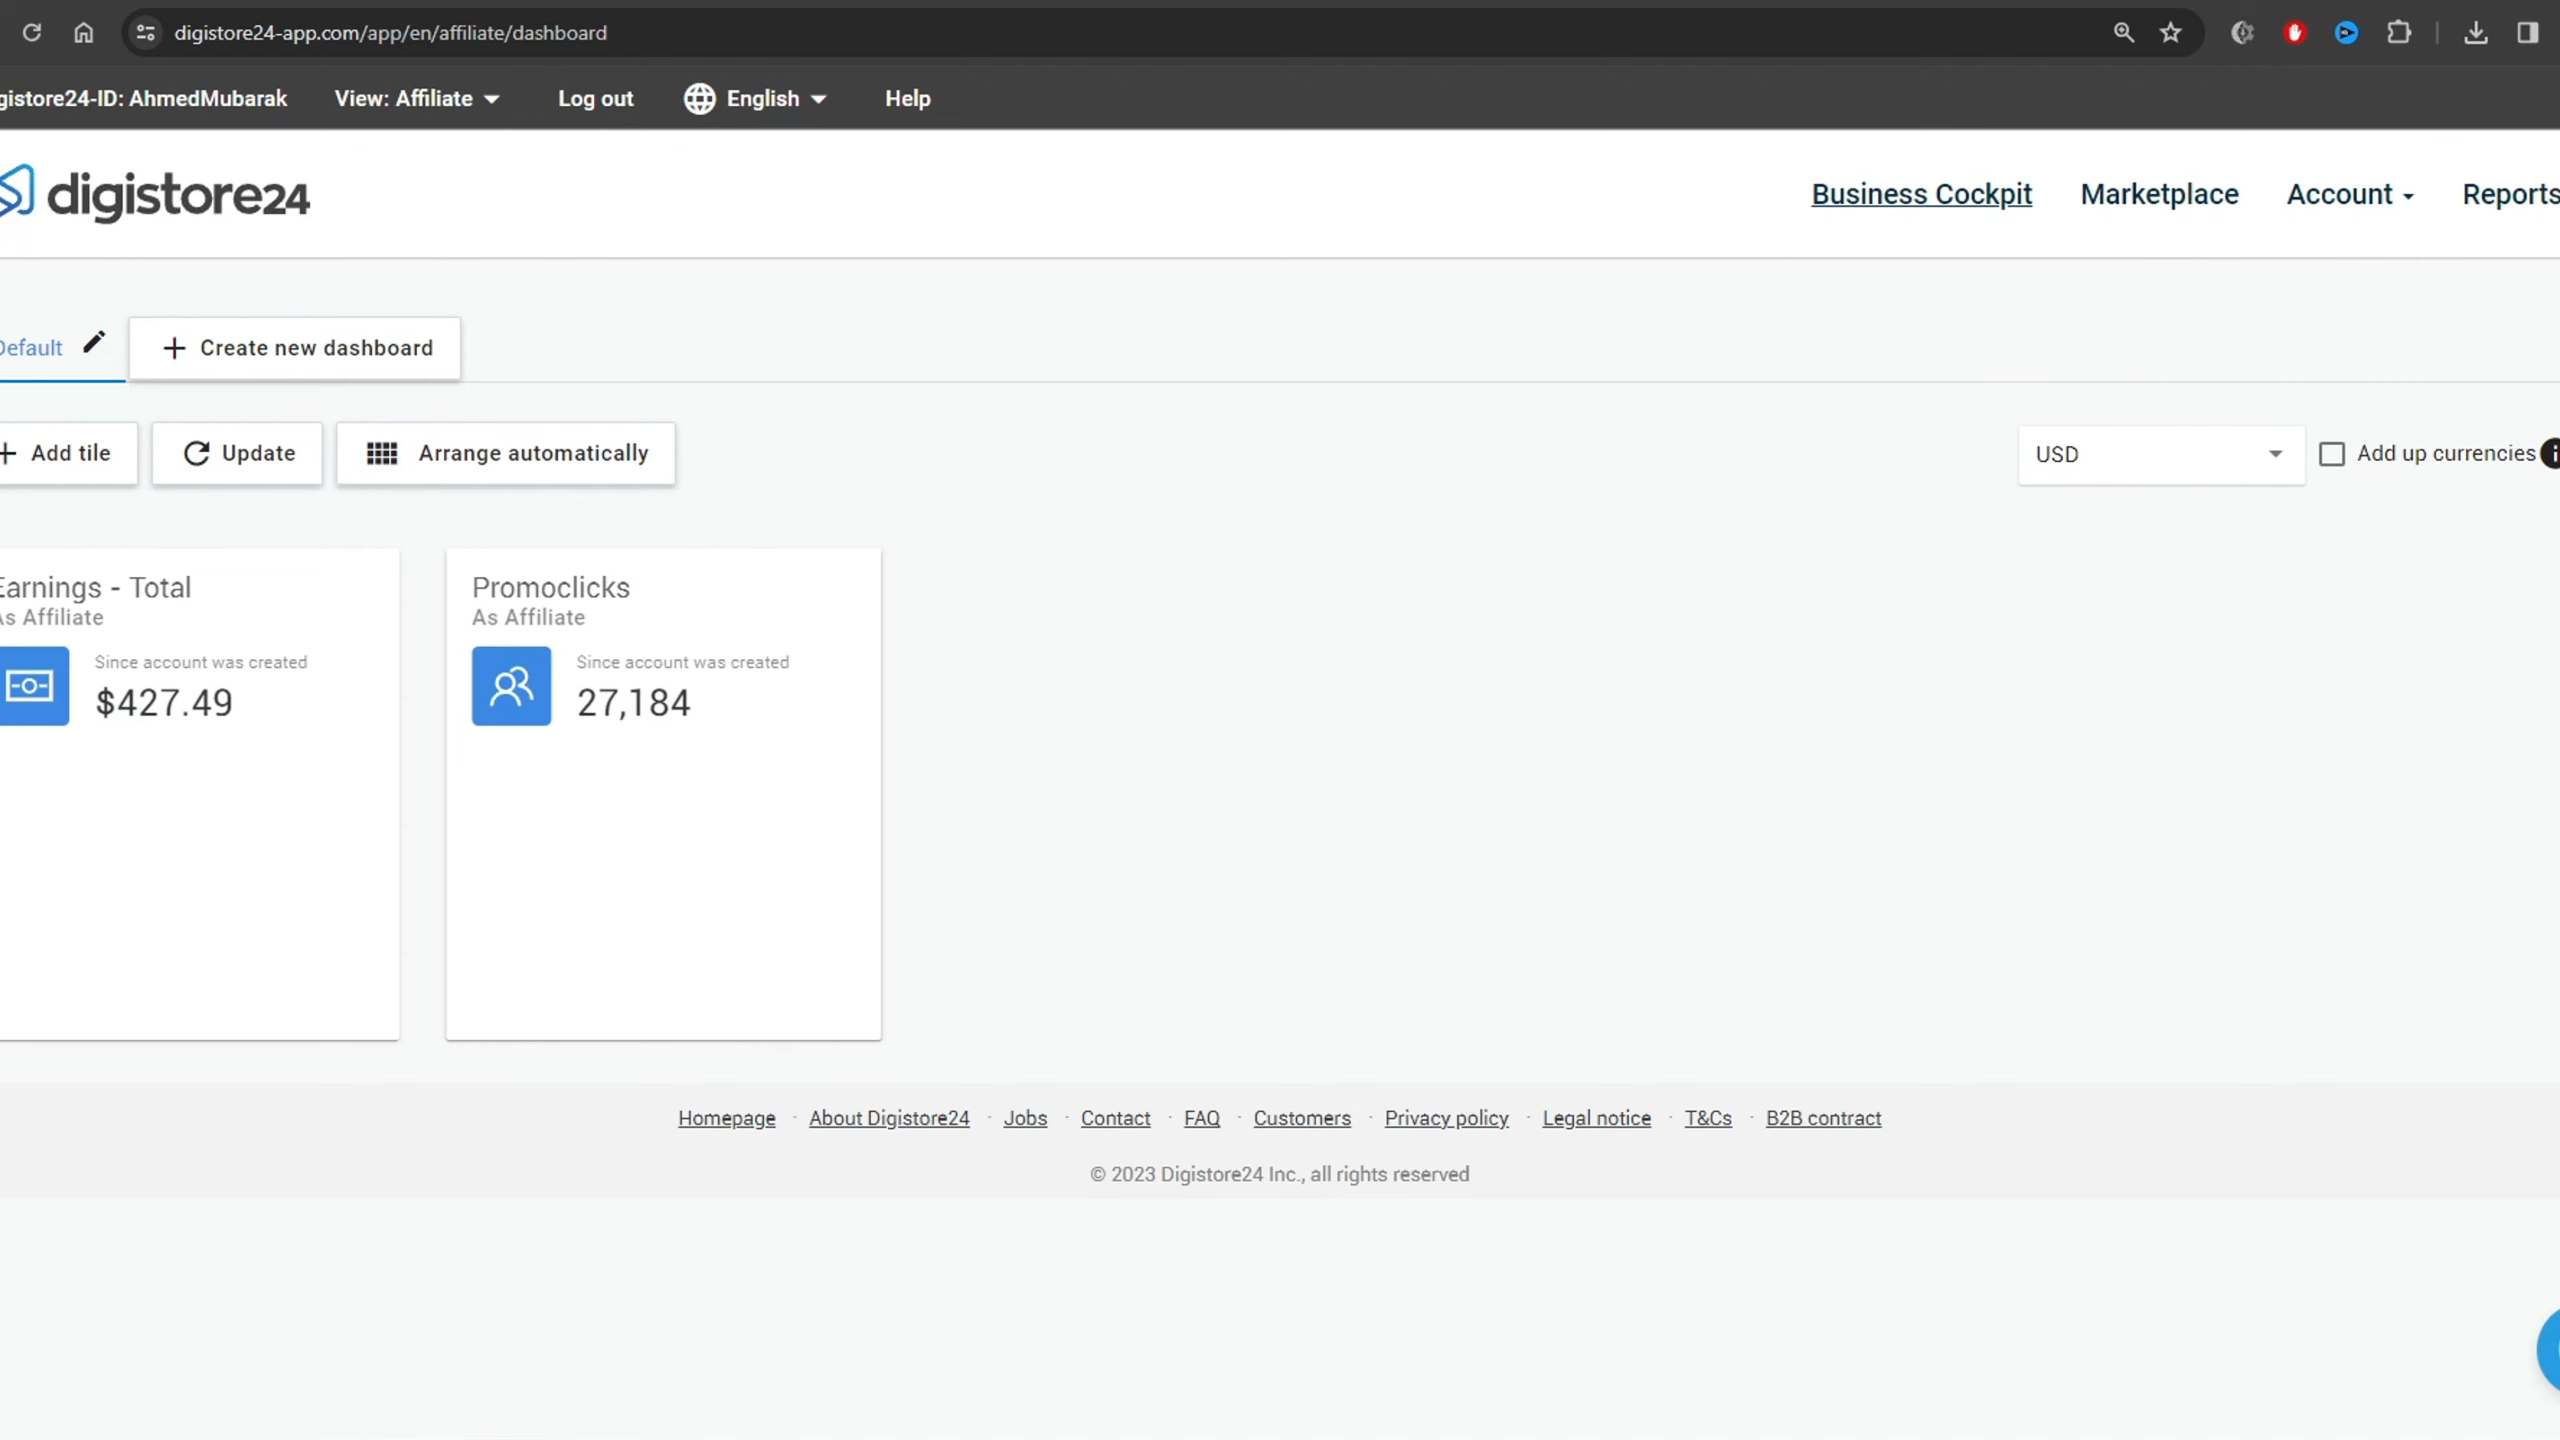 digistore24-app.com/app/en/affiliate/dashboard
gistore24-ID: AhmedMubarak View: Affiliate Log out English Help
digistore24 Business Cockpit Marketplace Account Reports
Default Create new dashboard
Add tile Update Arrange automatically USD Add up currencies
Earnings - Total
As Affiliate
Since account was created
$427.49
Promoclicks
As Affiliate
Since account was created
27,184
Homepage · About Digistore24 · Jobs · Contact · FAQ · Customers · Privacy policy · Legal notice · T&Cs · B2B contract
© 2023 Digistore24 Inc., all rights reserved